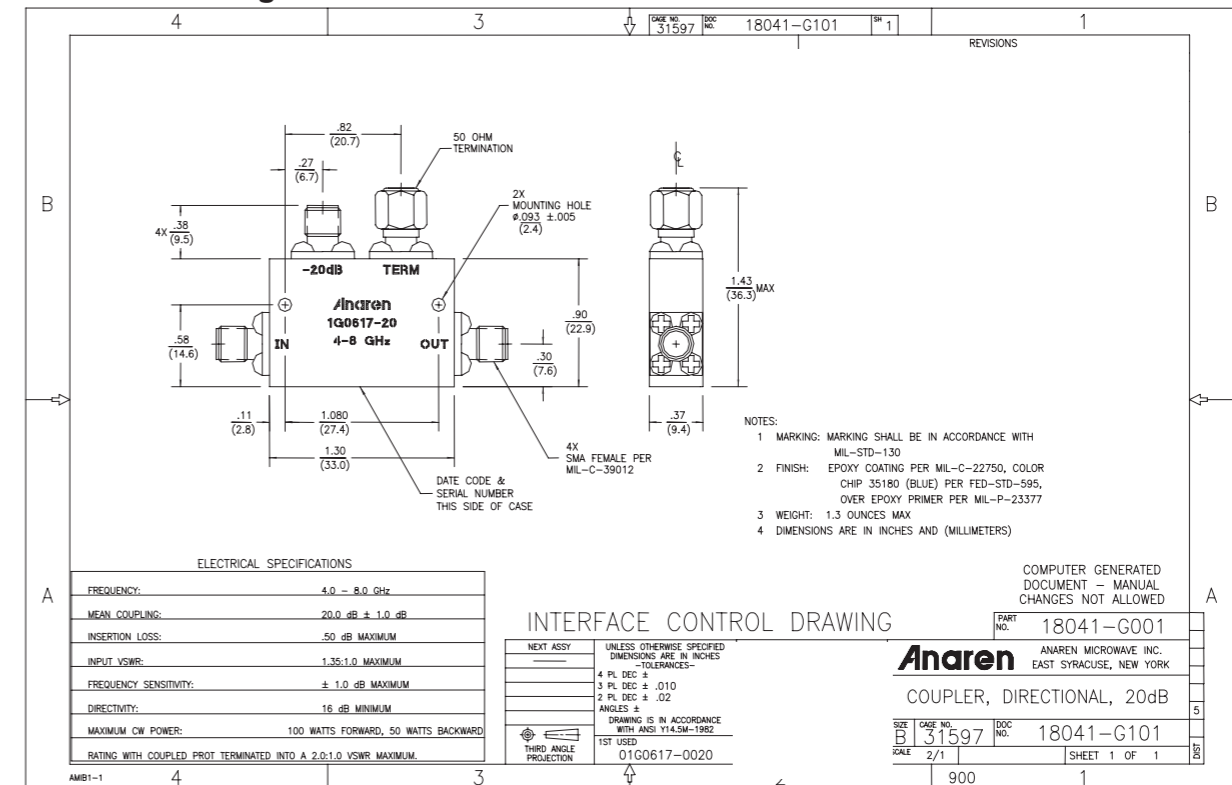 4
3
1
CAGE NO. 31597
DOC NO. 18041-G101
SH 1
REVISIONS
.82
(20.7)
50 OHM
TERMINATION
.27
(6.7)
2X
MOUNTING HOLE
ø.093 ±.005
(2.4)
4X .38
(9.5)
-20dB
TERM
Anaren
1G0617-20
4-8 GHz
IN
OUT
.58
(14.6)
.90
(22.9)
.30
(7.6)
.11
(2.8)
1.080
(27.4)
1.30
(33.0)
4X
SMA FEMALE PER
MIL-C-39012
DATE CODE &
SERIAL NUMBER
THIS SIDE OF CASE
CL
1.43
(36.3)
MAX
.37
(9.4)
B
B
NOTES:
1 MARKING: MARKING SHALL BE IN ACCORDANCE WITH
MIL-STD-130
2 FINISH: EPOXY COATING PER MIL-C-22750, COLOR
CHIP 35180 (BLUE) PER FED-STD-595,
OVER EPOXY PRIMER PER MIL-P-23377
3 WEIGHT: 1.3 OUNCES MAX
4 DIMENSIONS ARE IN INCHES AND (MILLIMETERS)
A
A
ELECTRICAL SPECIFICATIONS
FREQUENCY: 4.0 - 8.0 GHz
MEAN COUPLING: 20.0 dB ± 1.0 dB
INSERTION LOSS: .50 dB MAXIMUM
INPUT VSWR: 1.35:1.0 MAXIMUM
FREQUENCY SENSITIVITY: ± 1.0 dB MAXIMUM
DIRECTIVITY: 16 dB MINIMUM
MAXIMUM CW POWER: 100 WATTS FORWARD, 50 WATTS BACKWARD
RATING WITH COUPLED PROT TERMINATED INTO A 2.0:1.0 VSWR MAXIMUM.
COMPUTER GENERATED
DOCUMENT - MANUAL
CHANGES NOT ALLOWED
INTERFACE CONTROL DRAWING
PART NO. 18041-G001
NEXT ASSY
UNLESS OTHERWISE SPECIFIED
DIMENSIONS ARE IN INCHES
-TOLERANCES-
4 PL DEC ±
3 PL DEC ± .010
2 PL DEC ± .02
ANGLES ±
DRAWING IS IN ACCORDANCE
WITH ANSI Y14.5M-1982
THIRD ANGLE
PROJECTION
1ST USED
01G0617-0020
Anaren
ANAREN MICROWAVE INC.
EAST SYRACUSE, NEW YORK
COUPLER, DIRECTIONAL, 20dB
SIZE B
CAGE NO. 31597
DOC NO. 18041-G101
SCALE 2/1
SHEET 1 OF 1
5
DIST
AMIB1-1
4
3
900
1